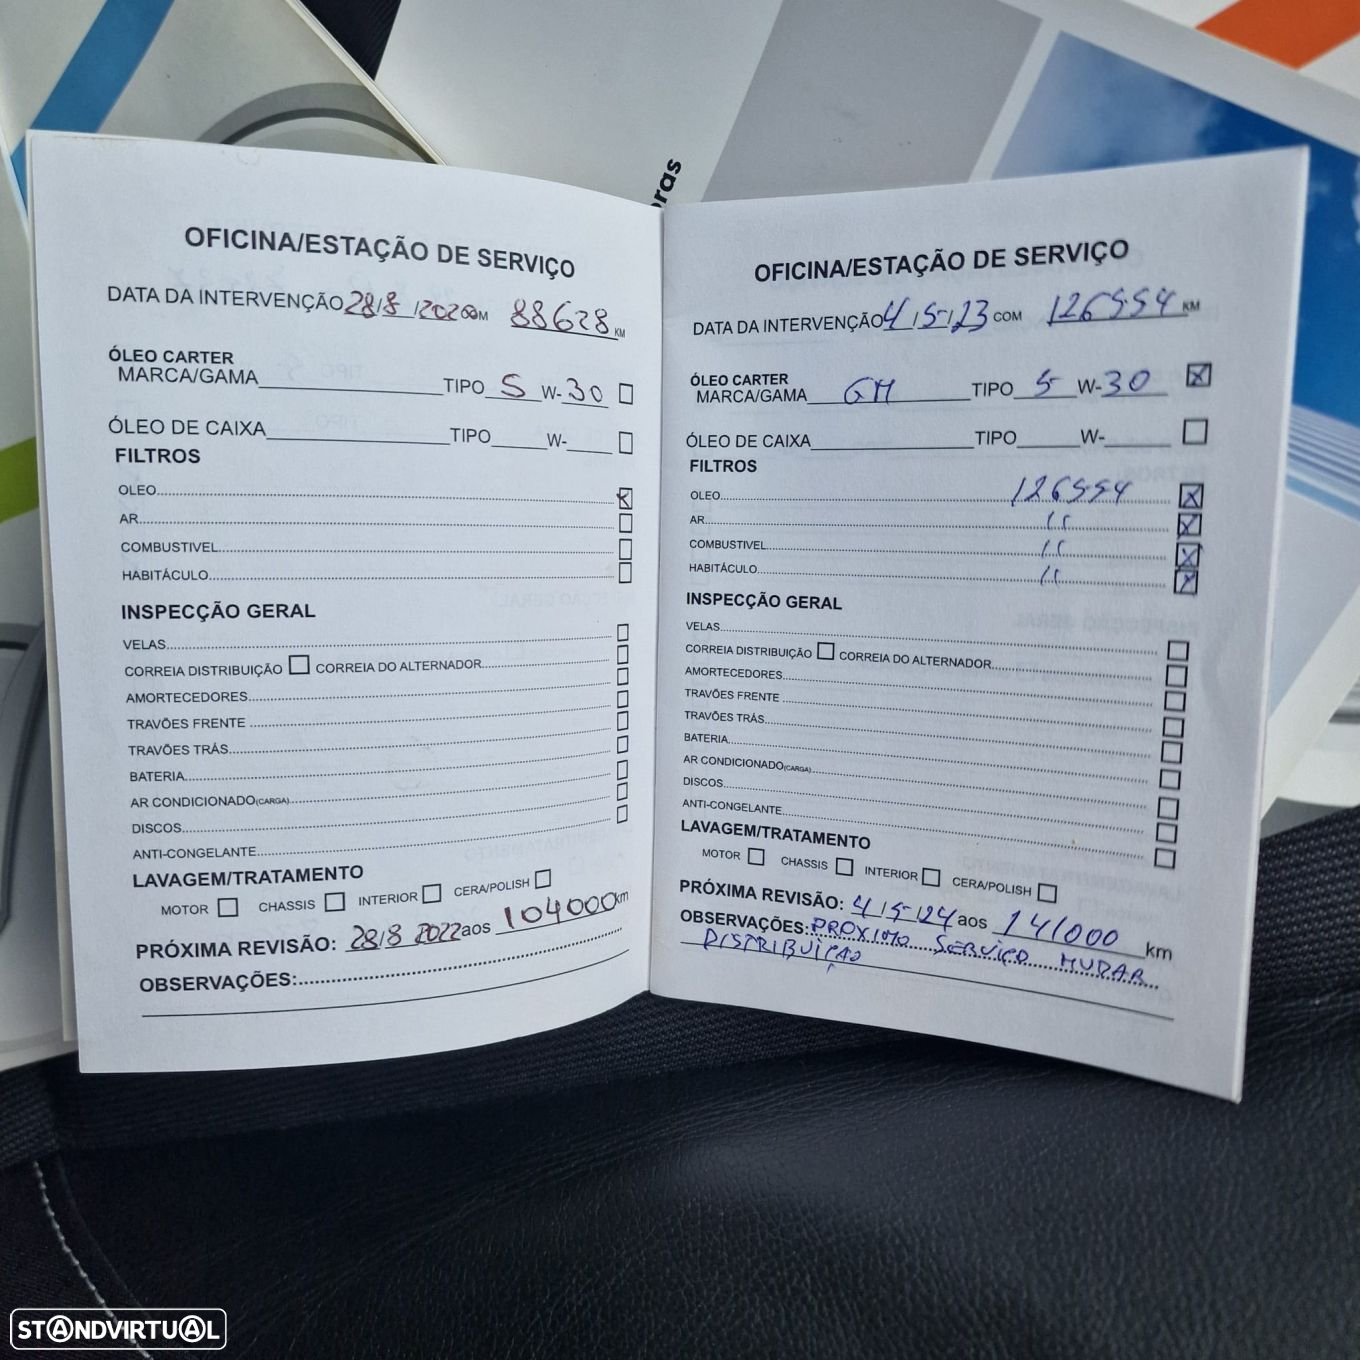 oras
OFICINA/ESTAÇÃO DE SERVIÇO
DATA DA INTERVENÇÃO 28/8/2020 COM 88628 KM
ÓLEO CARTER
MARCA/GAMA TIPO 5 W-30
ÓLEO DE CAIXA TIPO W-
FILTROS
OLEO
AR
COMBUSTIVEL
HABITÁCULO
INSPECÇÃO GERAL
VELAS
CORREIA DISTRIBUIÇÃO CORREIA DO ALTERNADOR
AMORTECEDORES
TRAVÕES FRENTE
TRAVÕES TRÁS
BATERIA
AR CONDICIONADO(CARGA)
DISCOS
ANTI-CONGELANTE
LAVAGEM/TRATAMENTO
MOTOR CHASSIS INTERIOR CERA/POLISH
PRÓXIMA REVISÃO: 28/8 2022 aos 104000 km
OBSERVAÇÕES:
OFICINA/ESTAÇÃO DE SERVIÇO
DATA DA INTERVENÇÃO 4/5/23 COM 126554 KM
ÓLEO CARTER
MARCA/GAMA GM TIPO 5 W-30
ÓLEO DE CAIXA TIPO W-
FILTROS
OLEO 126554
AR ''
COMBUSTIVEL ''
HABITÁCULO ''
INSPECÇÃO GERAL
VELAS
CORREIA DISTRIBUIÇÃO CORREIA DO ALTERNADOR
AMORTECEDORES
TRAVÕES FRENTE
TRAVÕES TRÁS
BATERIA
AR CONDICIONADO(CARGA)
DISCOS
ANTI-CONGELANTE
LAVAGEM/TRATAMENTO
MOTOR CHASSIS INTERIOR CERA/POLISH
PRÓXIMA REVISÃO: 4/5/24 aos 141000 km
OBSERVAÇÕES: PROXIMO SERVIÇO MUDAR
DISTRIBUIÇAO
STANDVIRTUAL